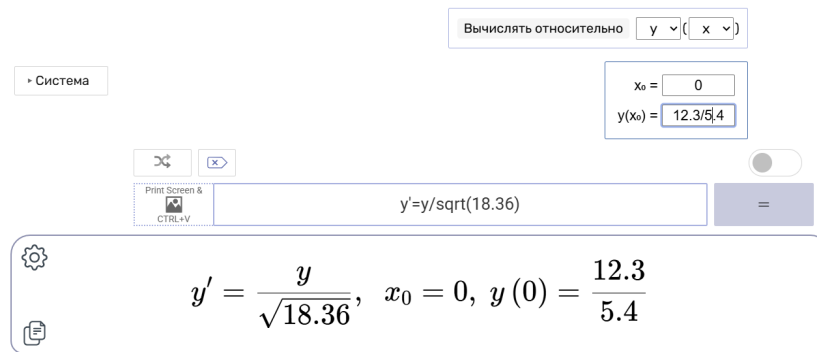 Вычислять относительно y ( x )
▸ Система
x₀ = 0
y(x₀) = 12.3/5.4
Print Screen &
CTRL+V
y'=y/sqrt(18.36)
=
y′ = y/√18.36, x₀ = 0, y (0) = 12.3/5.4